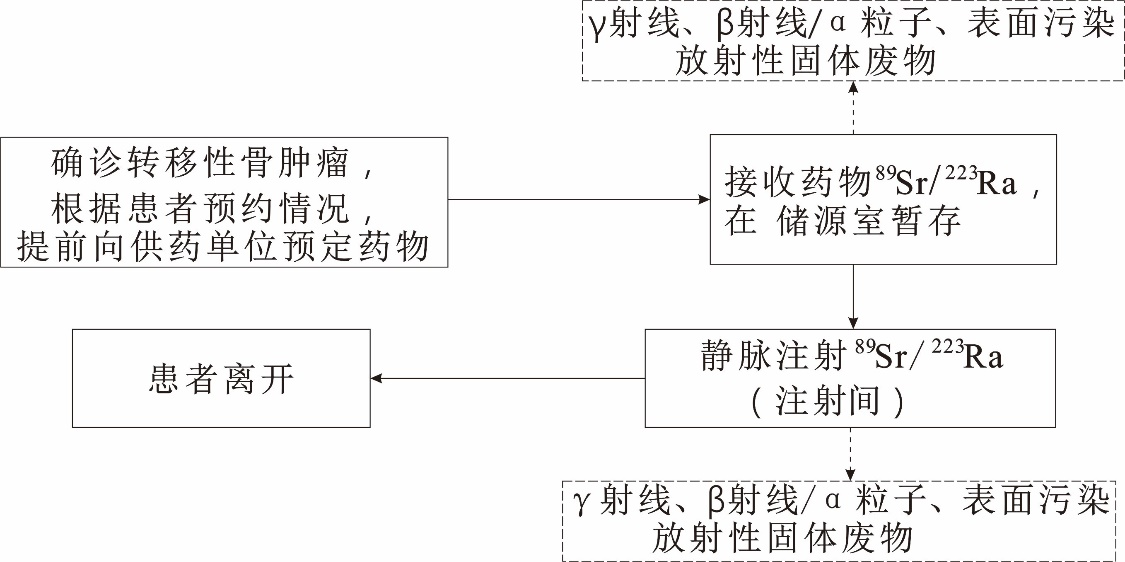 γ射线、β射线/α粒子、表面污染
放射性固体废物
确诊转移性骨肿瘤，
根据患者预约情况，
提前向供药单位预定药物
接收药物⁸⁹Sr/²²³Ra，
在 储源室暂存
静脉注射⁸⁹Sr/²²³Ra
（注射间）
患者离开
γ射线、β射线/α粒子、表面污染
放射性固体废物